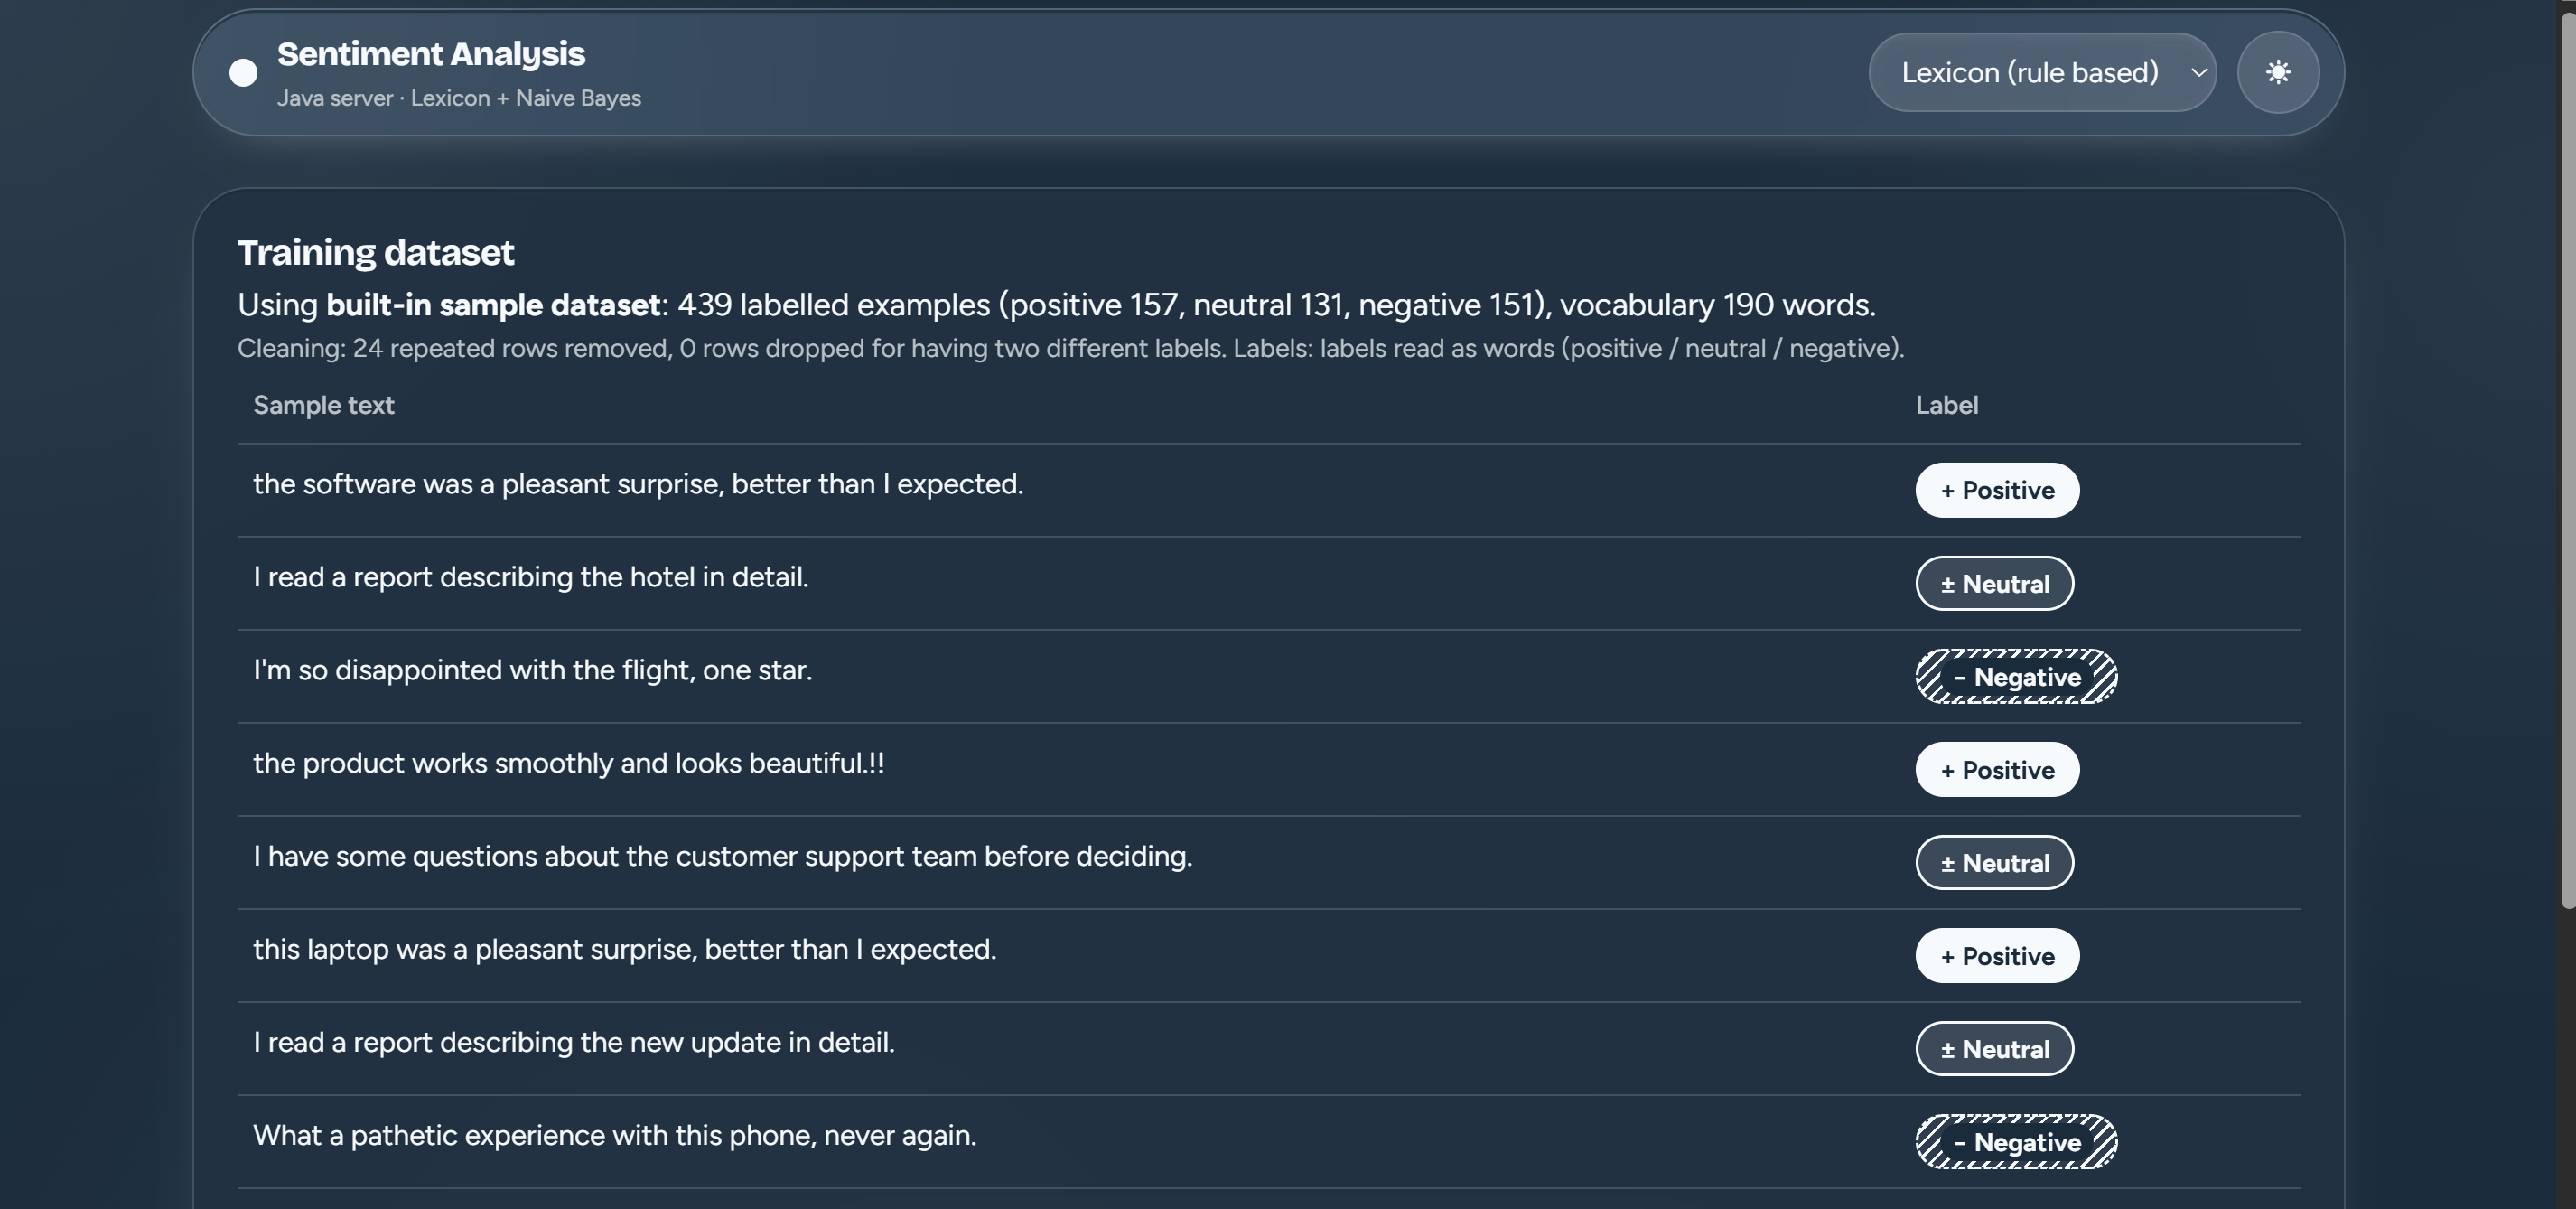 Sentiment Analysis
Java server · Lexicon + Naive Bayes
Lexicon (rule based)
Training dataset
Using built-in sample dataset: 439 labelled examples (positive 157, neutral 131, negative 151), vocabulary 190 words.
Cleaning: 24 repeated rows removed, 0 rows dropped for having two different labels. Labels: labels read as words (positive / neutral / negative).
Sample text Label
the software was a pleasant surprise, better than I expected. + Positive
I read a report describing the hotel in detail. ± Neutral
I'm so disappointed with the flight, one star. − Negative
the product works smoothly and looks beautiful.!! + Positive
I have some questions about the customer support team before deciding. ± Neutral
this laptop was a pleasant surprise, better than I expected. + Positive
I read a report describing the new update in detail. ± Neutral
What a pathetic experience with this phone, never again. − Negative